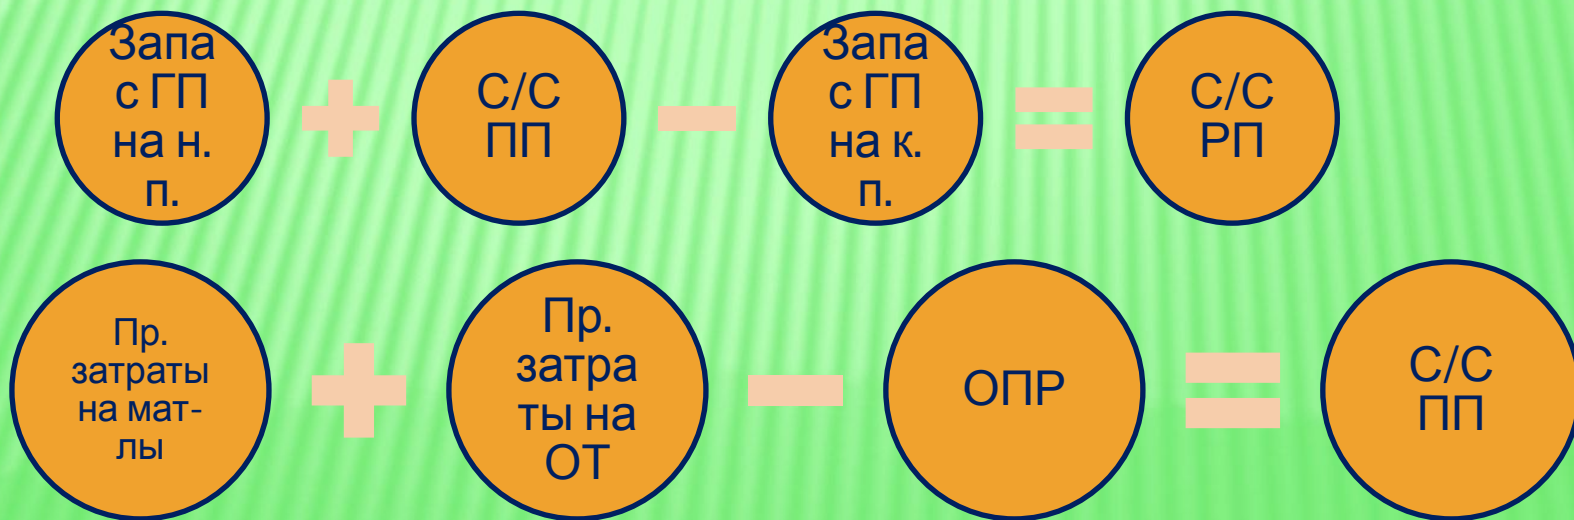 Запа
с ГП
на н.
п.
С/С
ПП
Запа
с ГП
на к.
п.
С/С
РП
Пр.
затраты
на мат-
лы
Пр.
затра
ты на
ОТ
ОПР
С/С
ПП